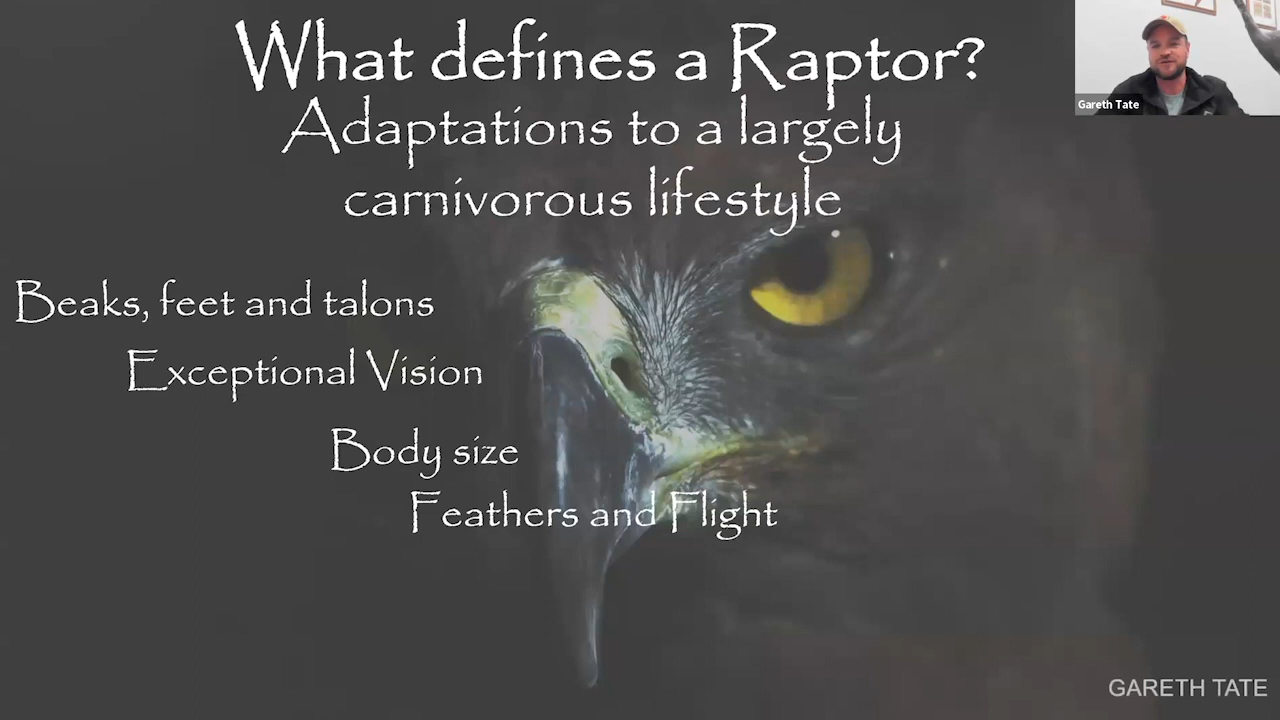 What defines a Raptor?
Adaptations to a largely
carnivorous lifestyle
Gareth Tate
Beaks, feet and talons
Exceptional Vision
Body size
Feathers and Flight
GARETH TATE